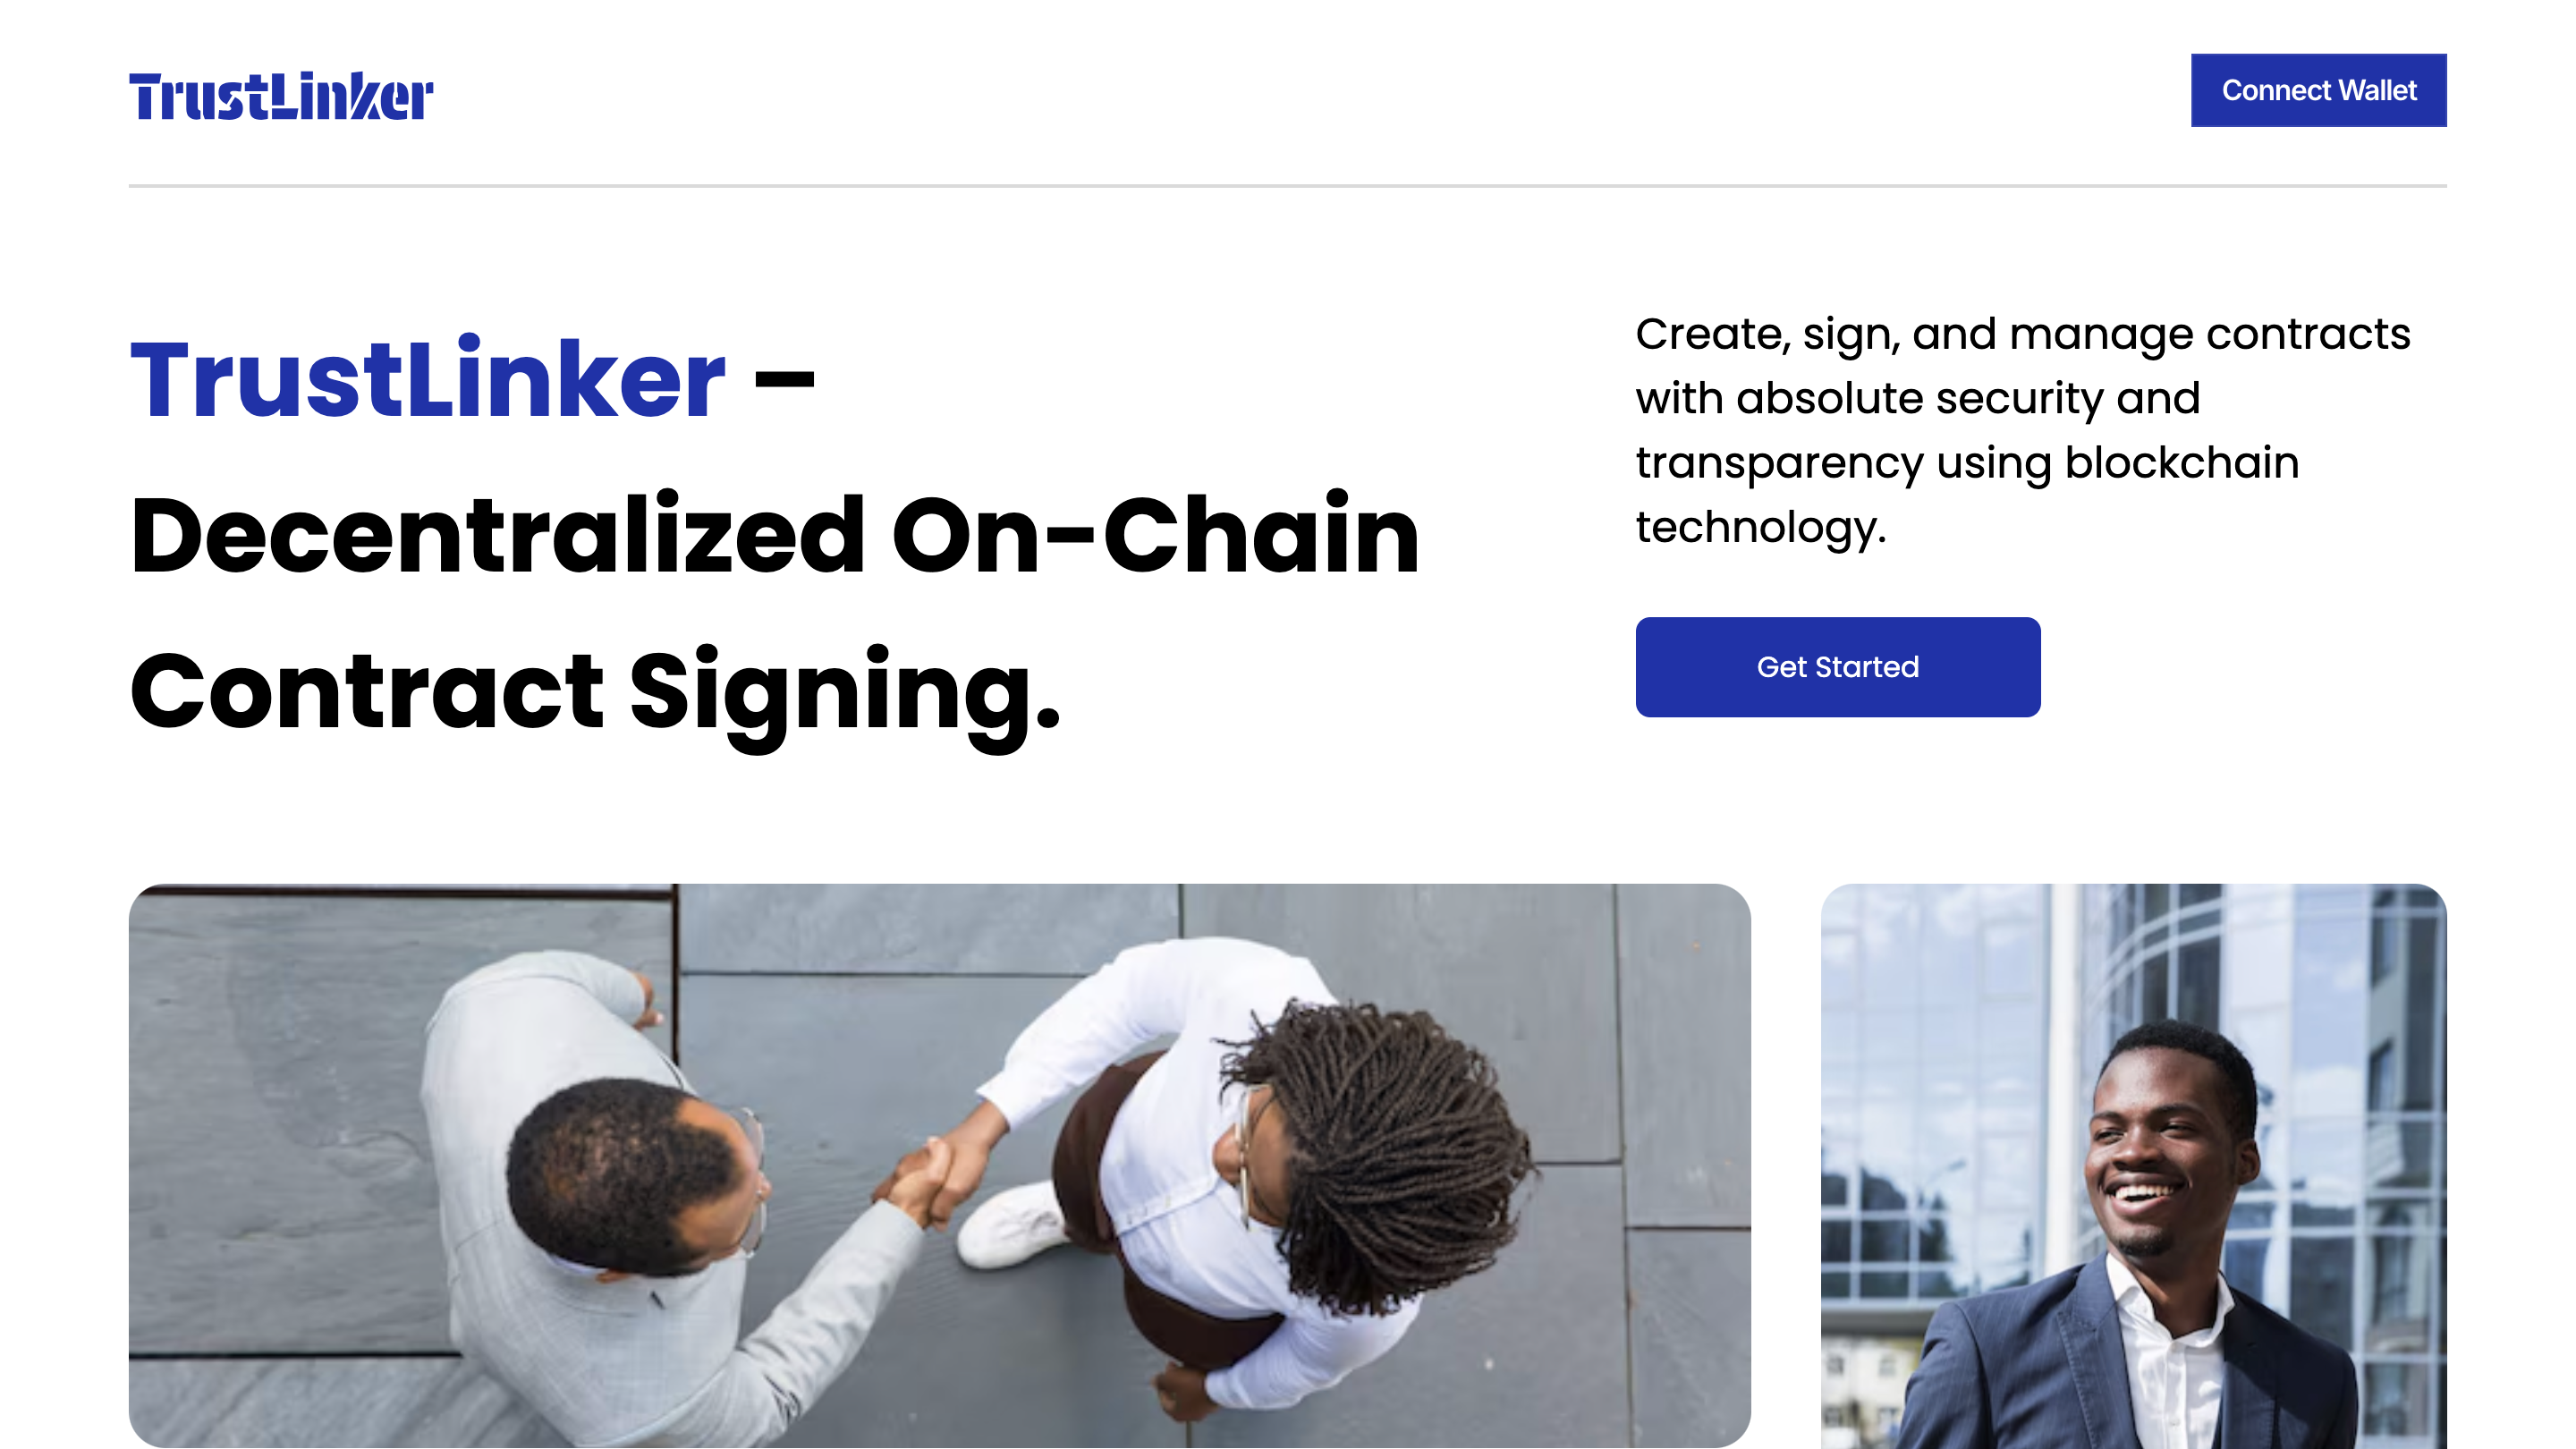 TrustLinker
Connect Wallet
TrustLinker –
Decentralized On-Chain
Contract Signing.
Create, sign, and manage contracts
with absolute security and
transparency using blockchain
technology.
Get Started